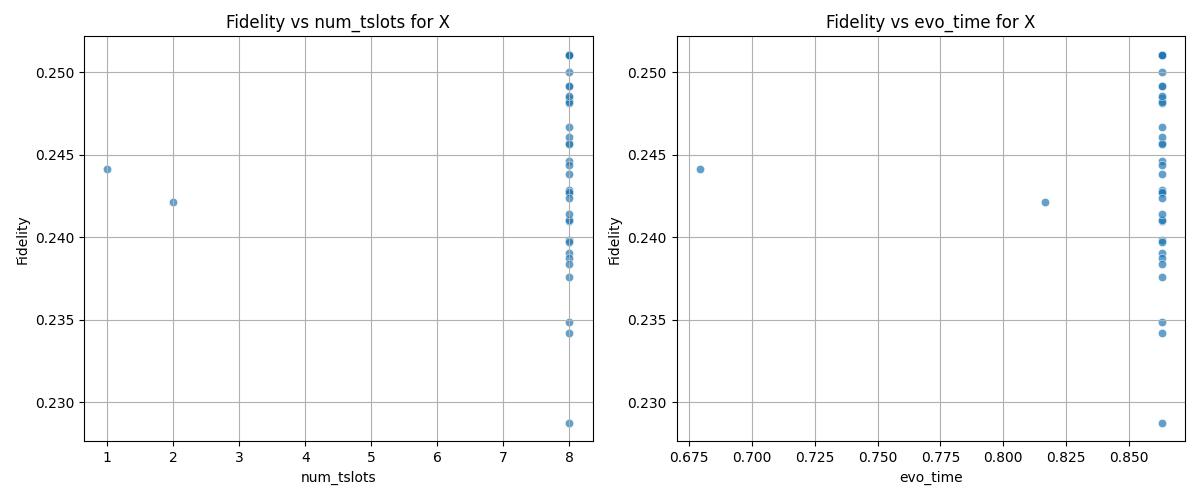 Fidelity vs num_tslots for X
0.250
0.245
0.240
0.235
0.230
Fidelity
1 2 3 4 5 6 7 8
num_tslots
Fidelity vs evo_time for X
0.250
0.245
0.240
0.235
0.230
Fidelity
0.675 0.700 0.725 0.750 0.775 0.800 0.825 0.850
evo_time